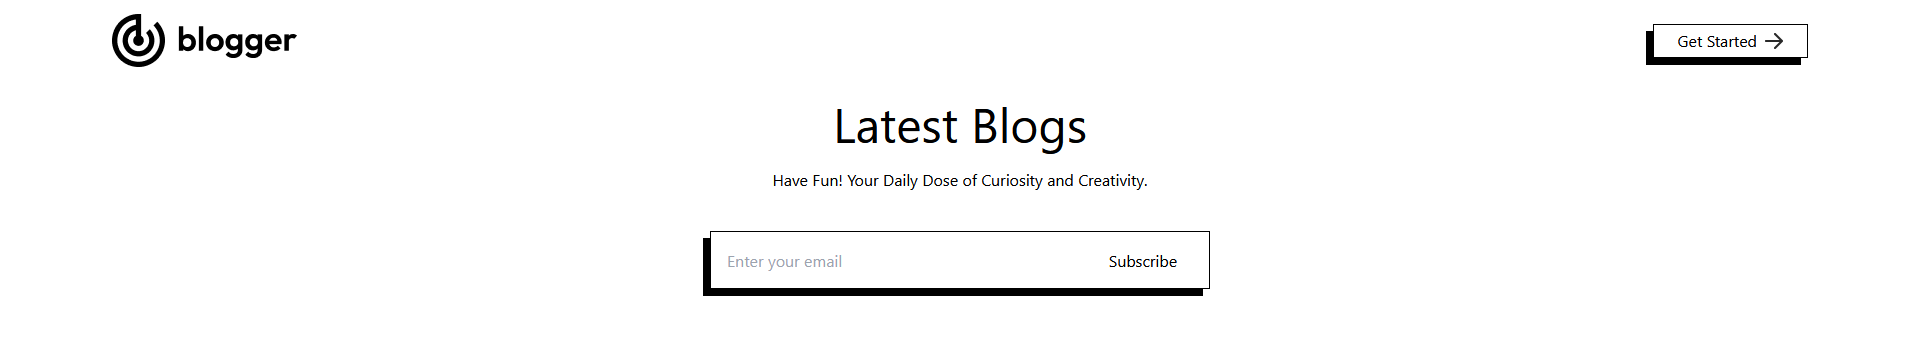 blogger
Get Started
Latest Blogs
Have Fun! Your Daily Dose of Curiosity and Creativity.
Enter your email
Subscribe